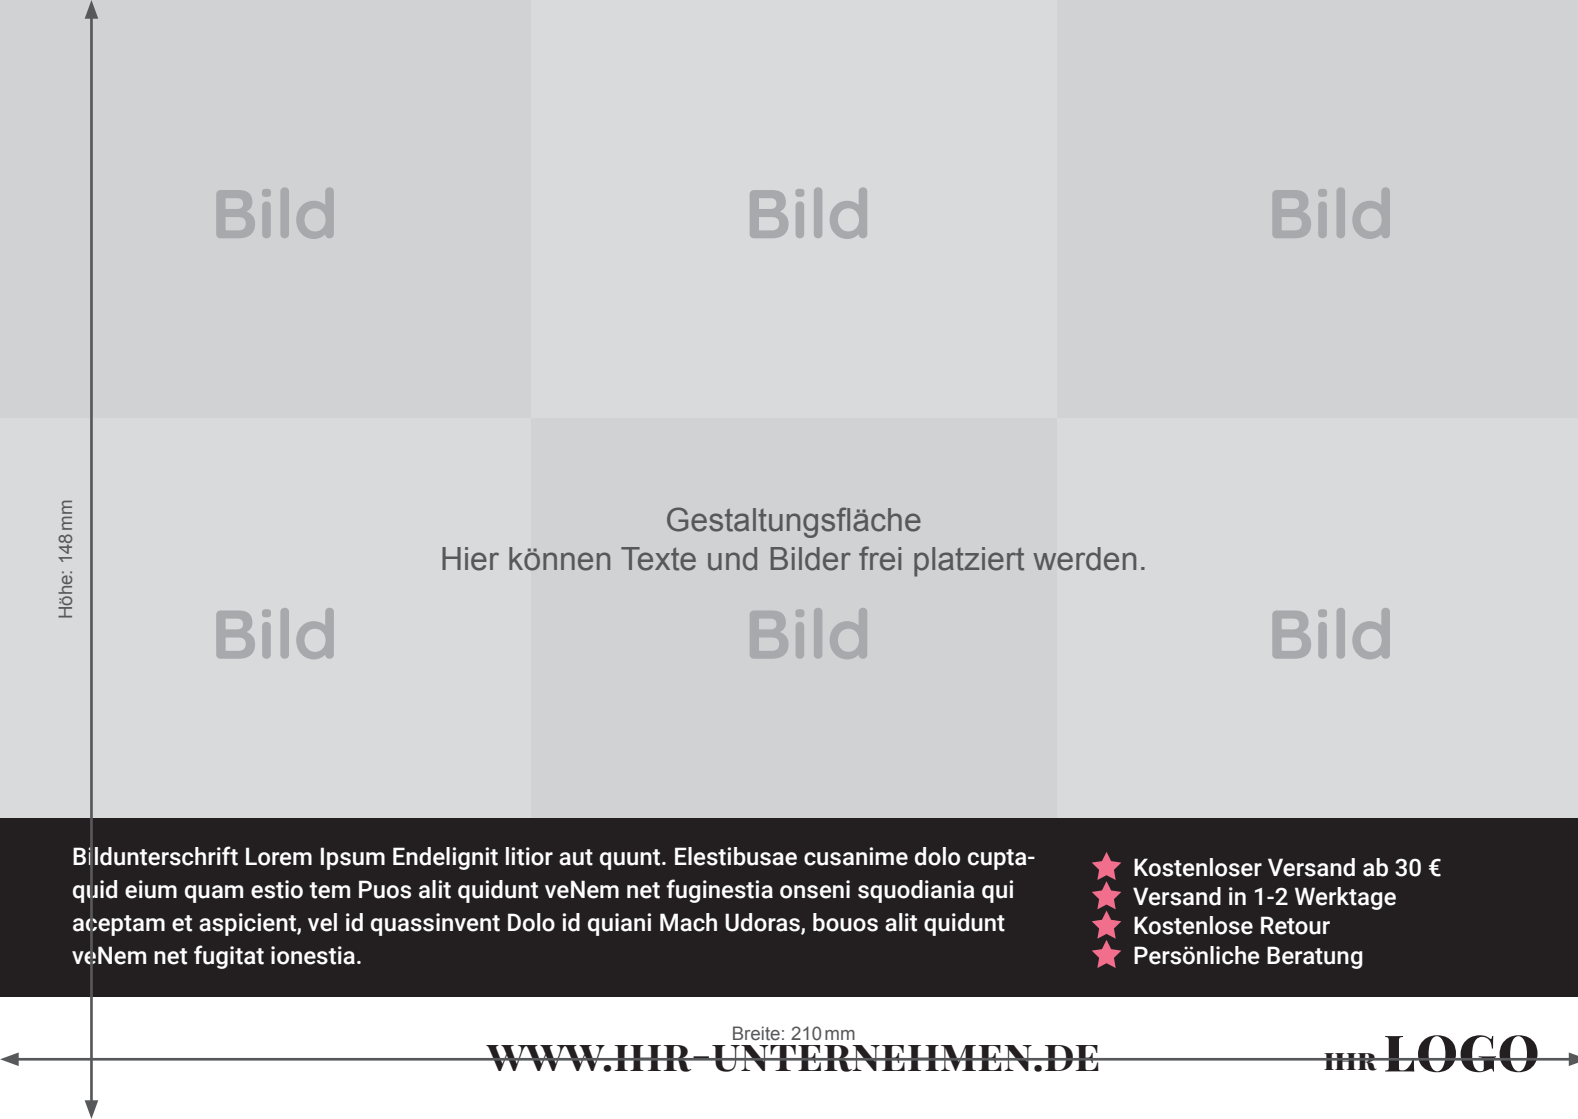 Bild
Bild
Bild
Gestaltungsfläche
Hier können Texte und Bilder frei platziert werden.
Höhe: 148 mm
Bild
Bild
Bild
Bildunterschrift Lorem Ipsum Endelignit litior aut quunt. Elestibusae cusanime dolo cupta-
quid eium quam estio tem Puos alit quidunt veNem net fuginestia onseni squodiania qui
aceptam et aspicient, vel id quassinvent Dolo id quiani Mach Udoras, bouos alit quidunt
veNem net fugitat ionestia.
Kostenloser Versand ab 30 €
Versand in 1-2 Werktage
Kostenlose Retour
Persönliche Beratung
Breite: 210 mm
WWW.IHR-UNTERNEHMEN.DE
IHR LOGO